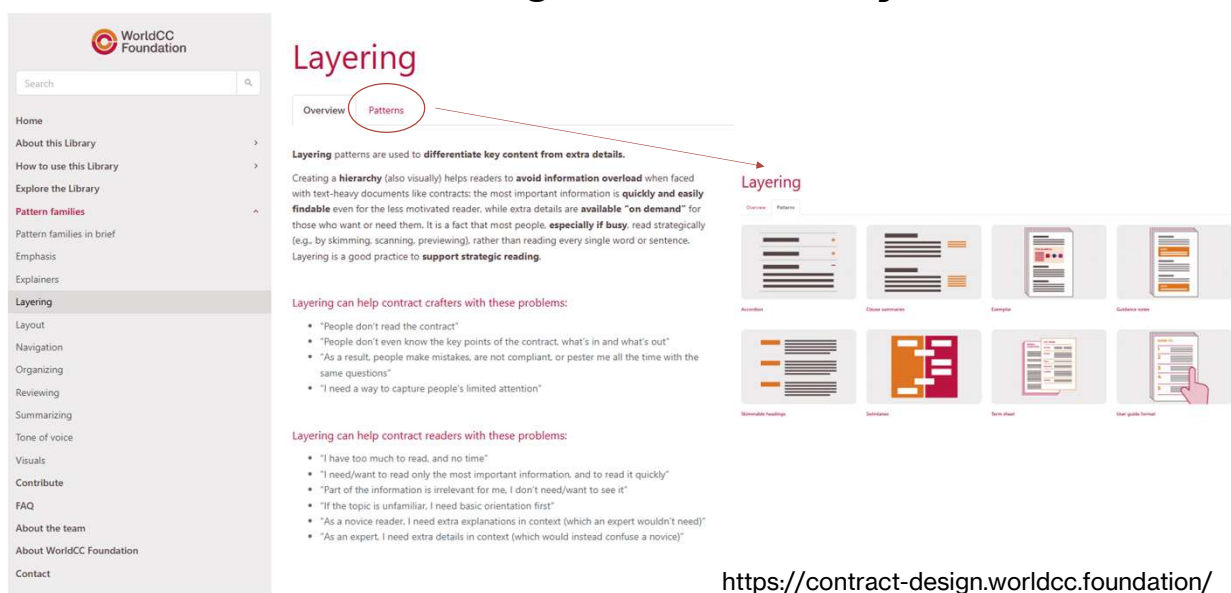 WorldCC
Foundation
Search
Home
About this Library
How to use this Library
Explore the Library
Pattern families
Pattern families in brief
Emphasis
Explainers
Layering
Layout
Navigation
Organizing
Reviewing
Summarizing
Tone of voice
Visuals
Contribute
FAQ
About the team
About WorldCC Foundation
Contact
Layering
Overview
Patterns
Layering patterns are used to differentiate key content from extra details.
Creating a hierarchy (also visually) helps readers to avoid information overload when faced
with text-heavy documents like contracts: the most important information is quickly and easily
findable even for the less motivated reader, while extra details are available "on demand" for
those who want or need them. It is a fact that most people, especially if busy, read strategically
(e.g., by skimming, scanning, previewing), rather than reading every single word or sentence.
Layering is a good practice to support strategic reading.
Layering can help contract crafters with these problems:
• "People don't read the contract"
• "People don't even know the key points of the contract, what's in and what's out"
• "As a result, people make mistakes, are not compliant, or pester me all the time with the
same questions"
• "I need a way to capture people's limited attention"
Layering can help contract readers with these problems:
• "I have too much to read, and no time"
• "I need/want to read only the most important information, and to read it quickly"
• "Part of the information is irrelevant for me, I don't need/want to see it"
• "If the topic is unfamiliar, I need basic orientation first"
• "As a novice reader, I need extra explanations in context (which an expert wouldn't need)"
• "As an expert, I need extra details in context (which would instead confuse a novice)"
Layering
Overview
Patterns
Accordion
Clause summaries
Exemplar
Guidance notes
Skimmable headings
Swimlanes
Term sheet
User guide format
https://contract-design.worldcc.foundation/